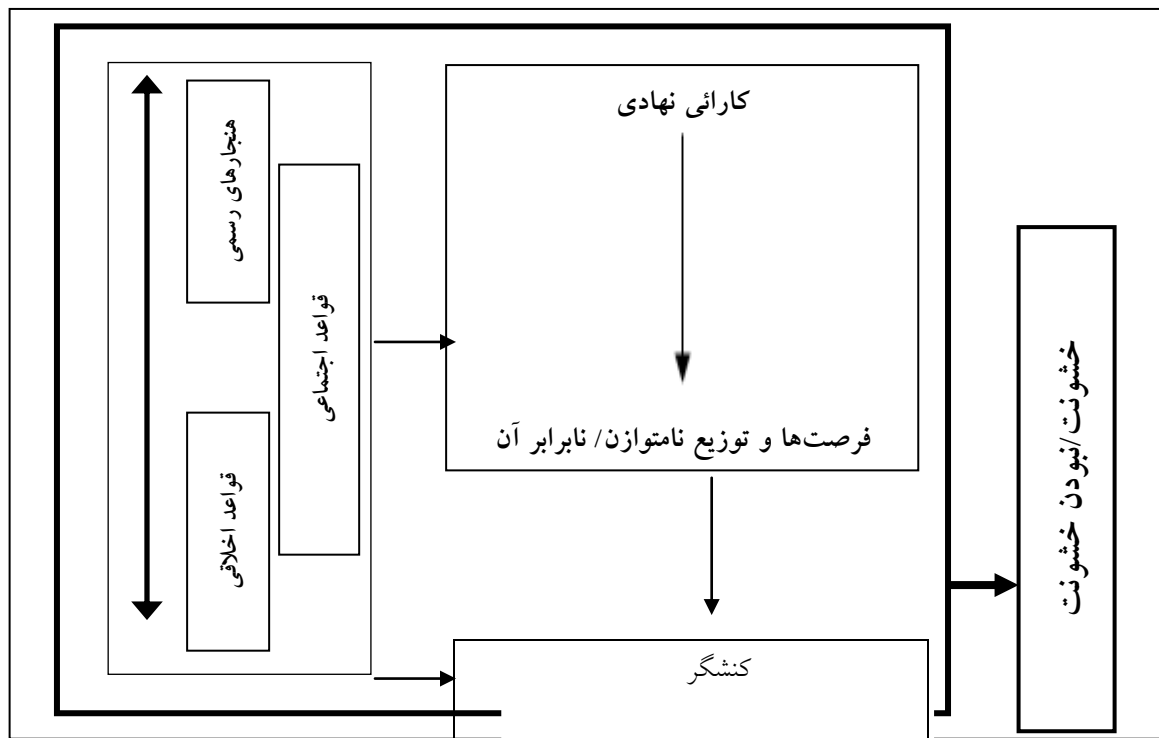 کارائی نهادی
هنجارهای رسمی
قواعد اجتماعی
قواعد اخلاقی
فرصت‌ها و توزیع نامتوازن/ نابرابر آن
خشونت/نبودن خشونت
کنشگر